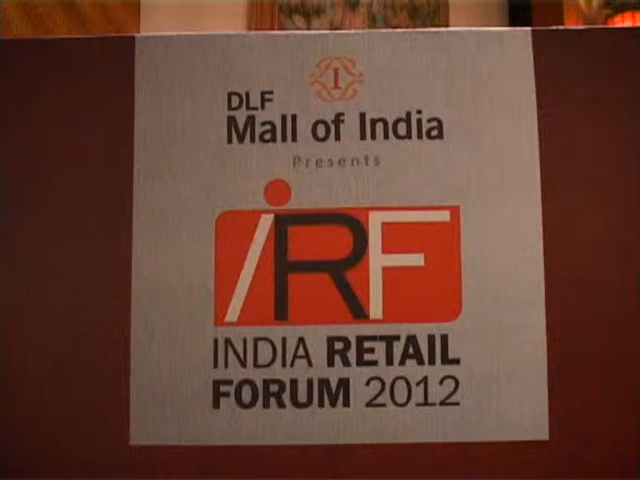 I
DLF
Mall of India
Presents
iRF
INDIA RETAIL
FORUM 2012